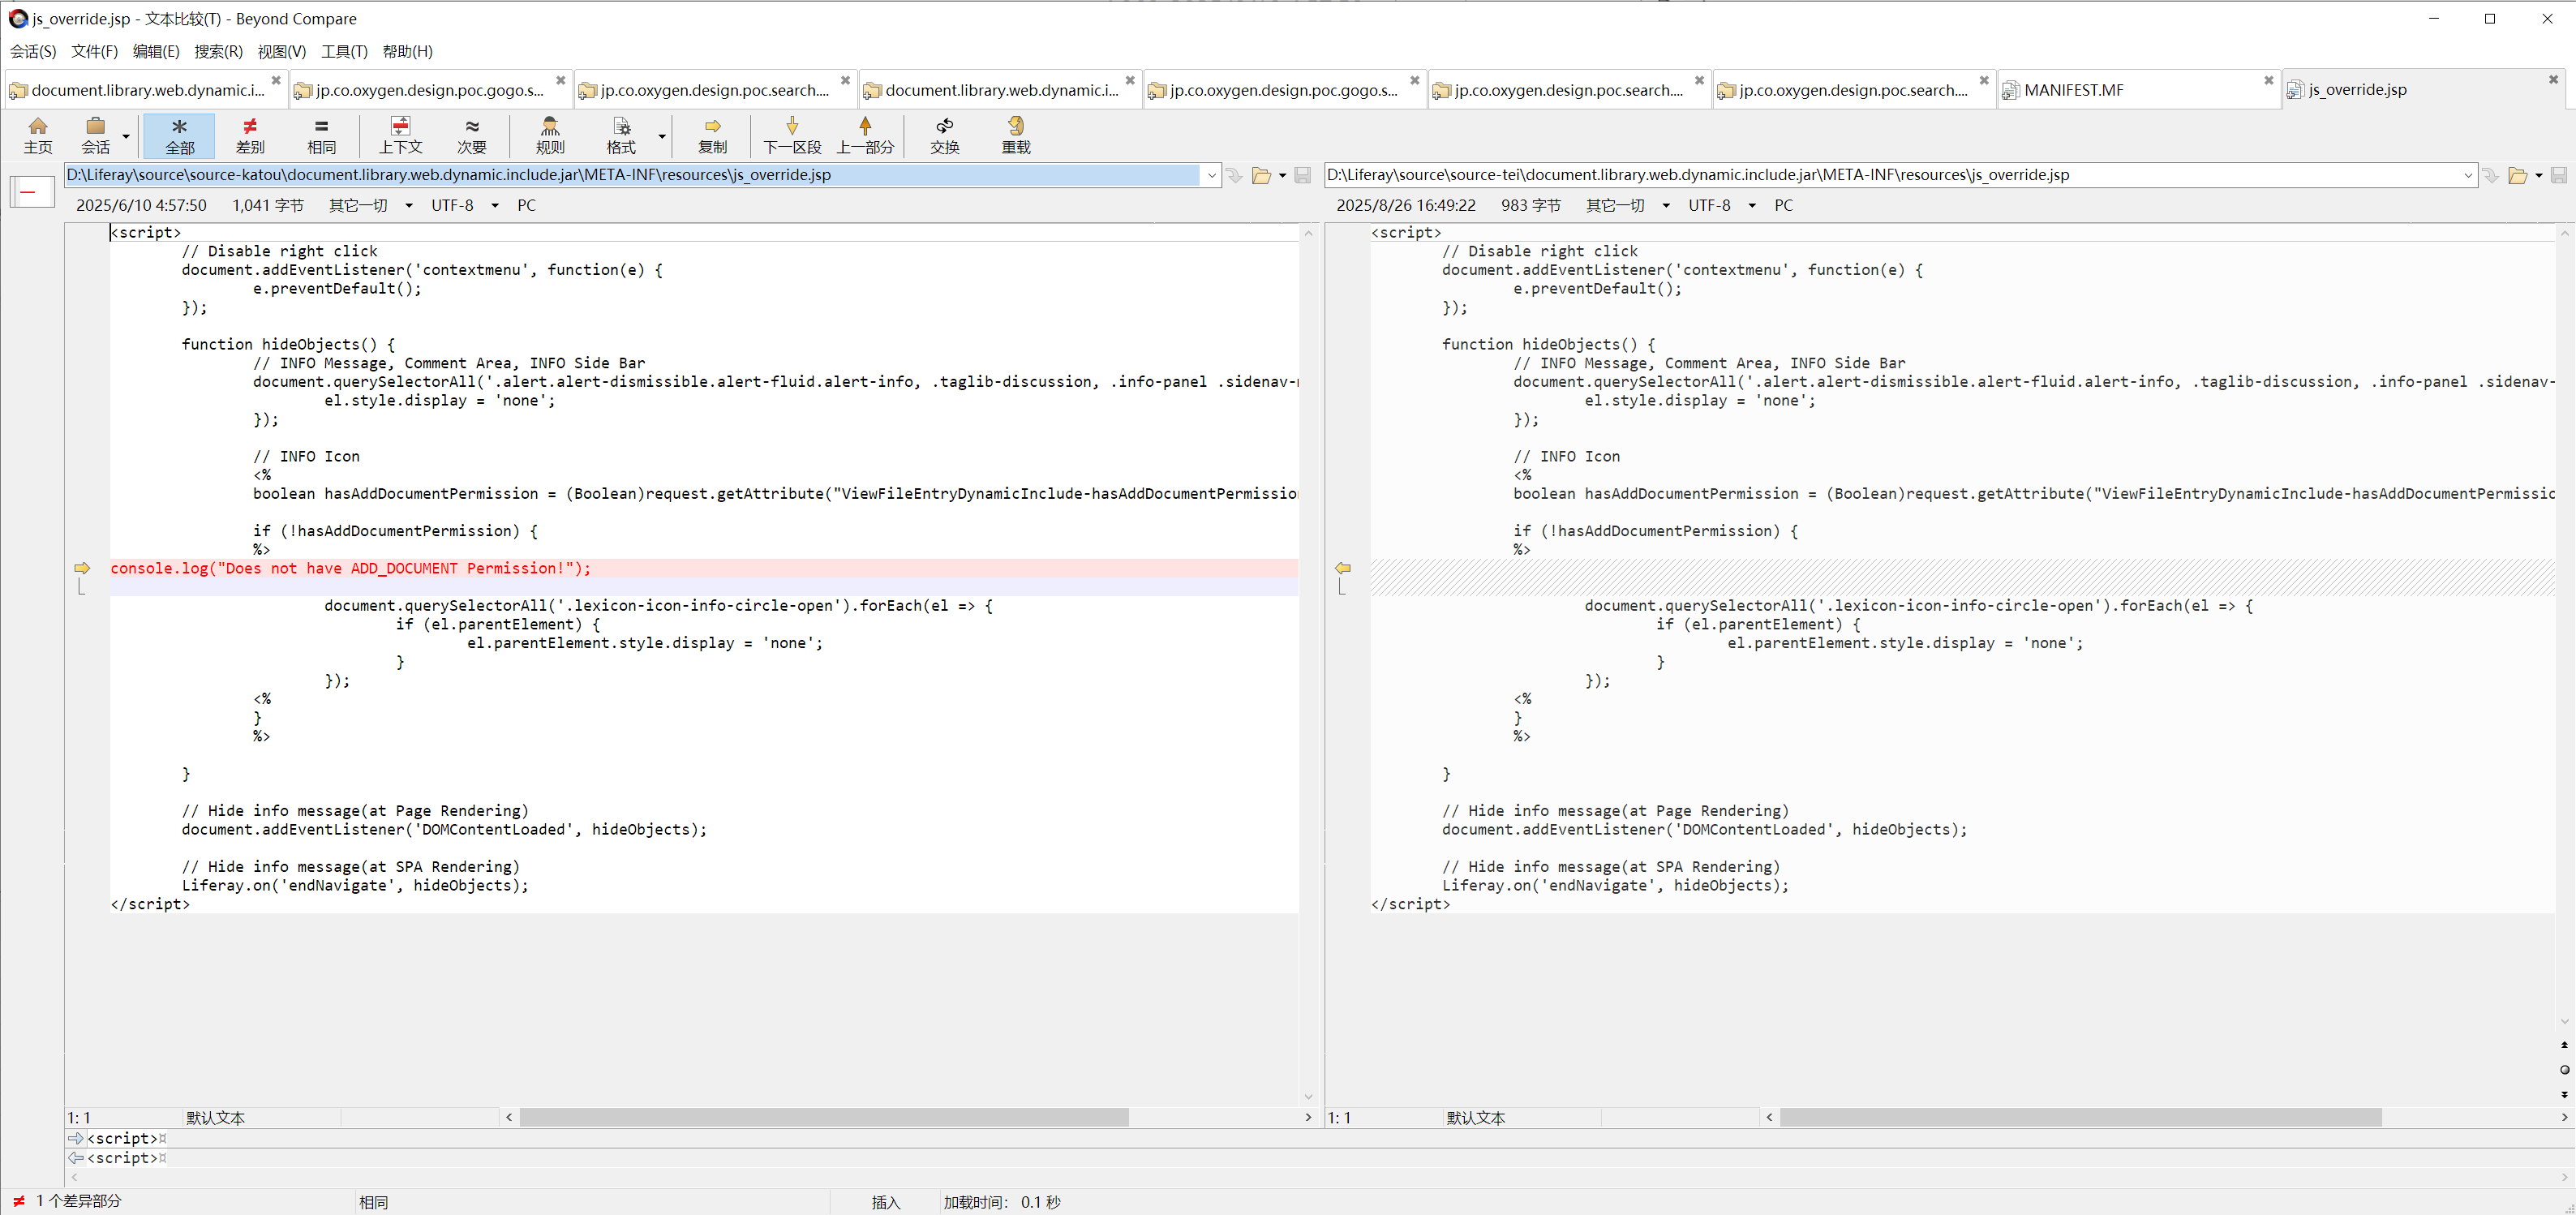 js_override.jsp - 文本比较(T) - Beyond Compare
会话(S) 文件(F) 编辑(E) 搜索(R) 视图(V) 工具(T) 帮助(H)
document.library.web.dynamic.i... jp.co.oxygen.design.poc.gogo.s... jp.co.oxygen.design.poc.search.... document.library.web.dynamic.i... jp.co.oxygen.design.poc.gogo.s... jp.co.oxygen.design.poc.search.... jp.co.oxygen.design.poc.search.... MANIFEST.MF js_override.jsp
主页 会话 全部 差别 相同 上下文 次要 规则 格式 复制 下一区段 上一部分 交换 重载
D:\Liferay\source\source-katou\document.library.web.dynamic.include.jar\META-INF\resources\js_override.jsp
2025/6/10 4:57:50 1,041 字节 其它一切 UTF-8 PC
<script>
// Disable right click
document.addEventListener('contextmenu', function(e) {
e.preventDefault();
});
function hideObjects() {
// INFO Message, Comment Area, INFO Side Bar
document.querySelectorAll('.alert.alert-dismissible.alert-fluid.alert-info, .taglib-discussion, .info-panel .sidenav-
el.style.display = 'none';
});
// INFO Icon
<%
boolean hasAddDocumentPermission = (Boolean)request.getAttribute("ViewFileEntryDynamicInclude-hasAddDocumentPermissio
if (!hasAddDocumentPermission) {
%>
console.log("Does not have ADD_DOCUMENT Permission!");
document.querySelectorAll('.lexicon-icon-info-circle-open').forEach(el => {
if (el.parentElement) {
el.parentElement.style.display = 'none';
}
});
<%
}
%>
}
// Hide info message(at Page Rendering)
document.addEventListener('DOMContentLoaded', hideObjects);
// Hide info message(at SPA Rendering)
Liferay.on('endNavigate', hideObjects);
</script>
1: 1 默认文本
D:\Liferay\source\source-tei\document.library.web.dynamic.include.jar\META-INF\resources\js_override.jsp
2025/8/26 16:49:22 983 字节 其它一切 UTF-8 PC
<script>
// Disable right click
document.addEventListener('contextmenu', function(e) {
e.preventDefault();
});
function hideObjects() {
// INFO Message, Comment Area, INFO Side Bar
document.querySelectorAll('.alert.alert-dismissible.alert-fluid.alert-info, .taglib-discussion, .info-panel .sidenav-
el.style.display = 'none';
});
// INFO Icon
<%
boolean hasAddDocumentPermission = (Boolean)request.getAttribute("ViewFileEntryDynamicInclude-hasAddDocumentPermissic
if (!hasAddDocumentPermission) {
%>
document.querySelectorAll('.lexicon-icon-info-circle-open').forEach(el => {
if (el.parentElement) {
el.parentElement.style.display = 'none';
}
});
<%
}
%>
}
// Hide info message(at Page Rendering)
document.addEventListener('DOMContentLoaded', hideObjects);
// Hide info message(at SPA Rendering)
Liferay.on('endNavigate', hideObjects);
</script>
1: 1 默认文本
<script>¤
<script>¤
1 个差异部分 相同 插入 加载时间: 0.1 秒